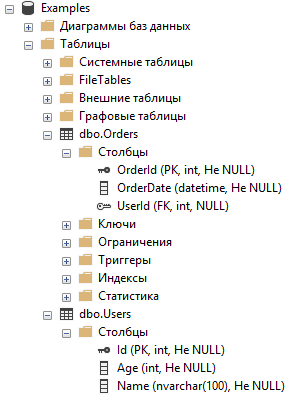 Examples
Диаграммы баз данных
Таблицы
Системные таблицы
FileTables
Внешние таблицы
Графовые таблицы
dbo.Orders
Столбцы
OrderId (PK, int, Не NULL)
OrderDate (datetime, Не NULL)
UserId (FK, int, NULL)
Ключи
Ограничения
Триггеры
Индексы
Статистика
dbo.Users
Столбцы
Id (PK, int, Не NULL)
Age (int, Не NULL)
Name (nvarchar(100), Не NULL)